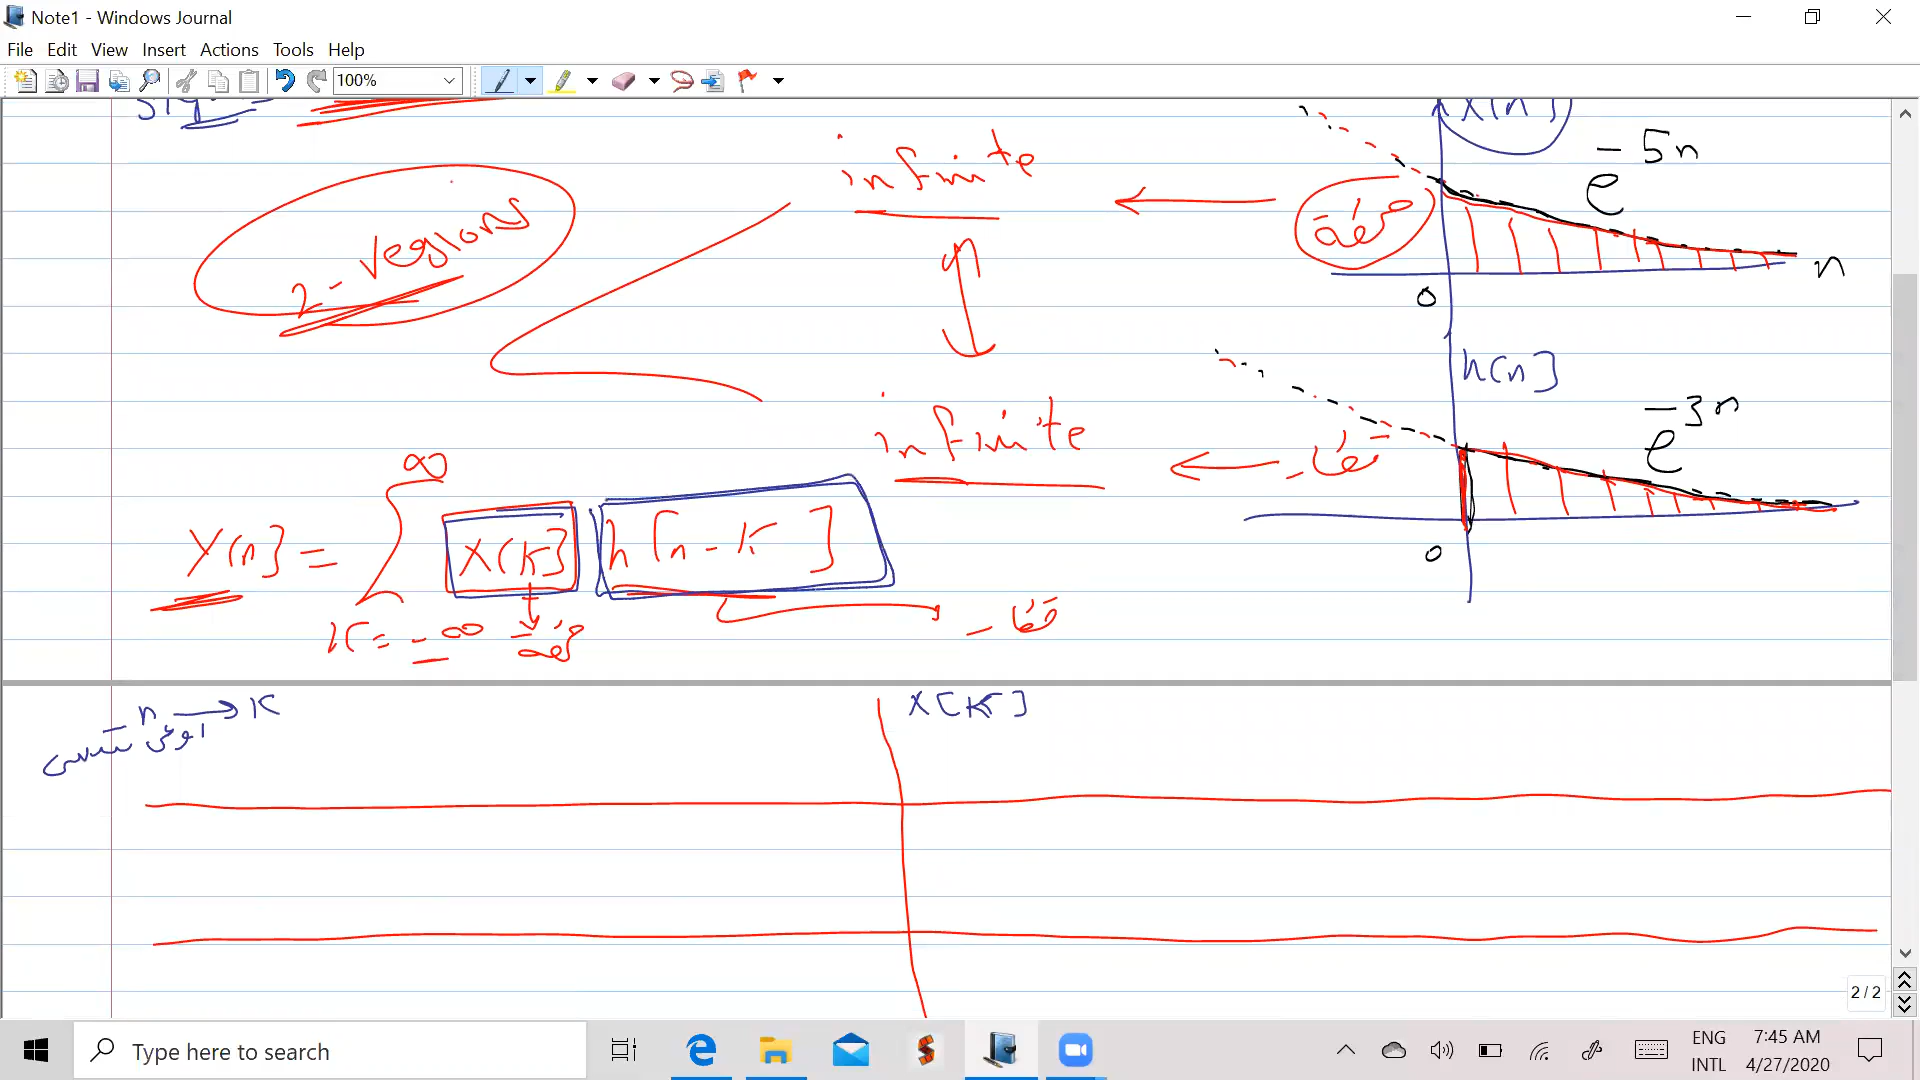 Note1 - Windows Journal
File Edit View Insert Actions Tools Help
100%
x[n]
e^-5n
infinite
ثابتة
2-regions
n
0
h[n]
e^-3n
infinite
0
Y[n] = ∑ x[k] h[n-k]
∞
k=-∞
n → k
x[k]
2 / 2
Type here to search
ENG
INTL
7:45 AM
4/27/2020